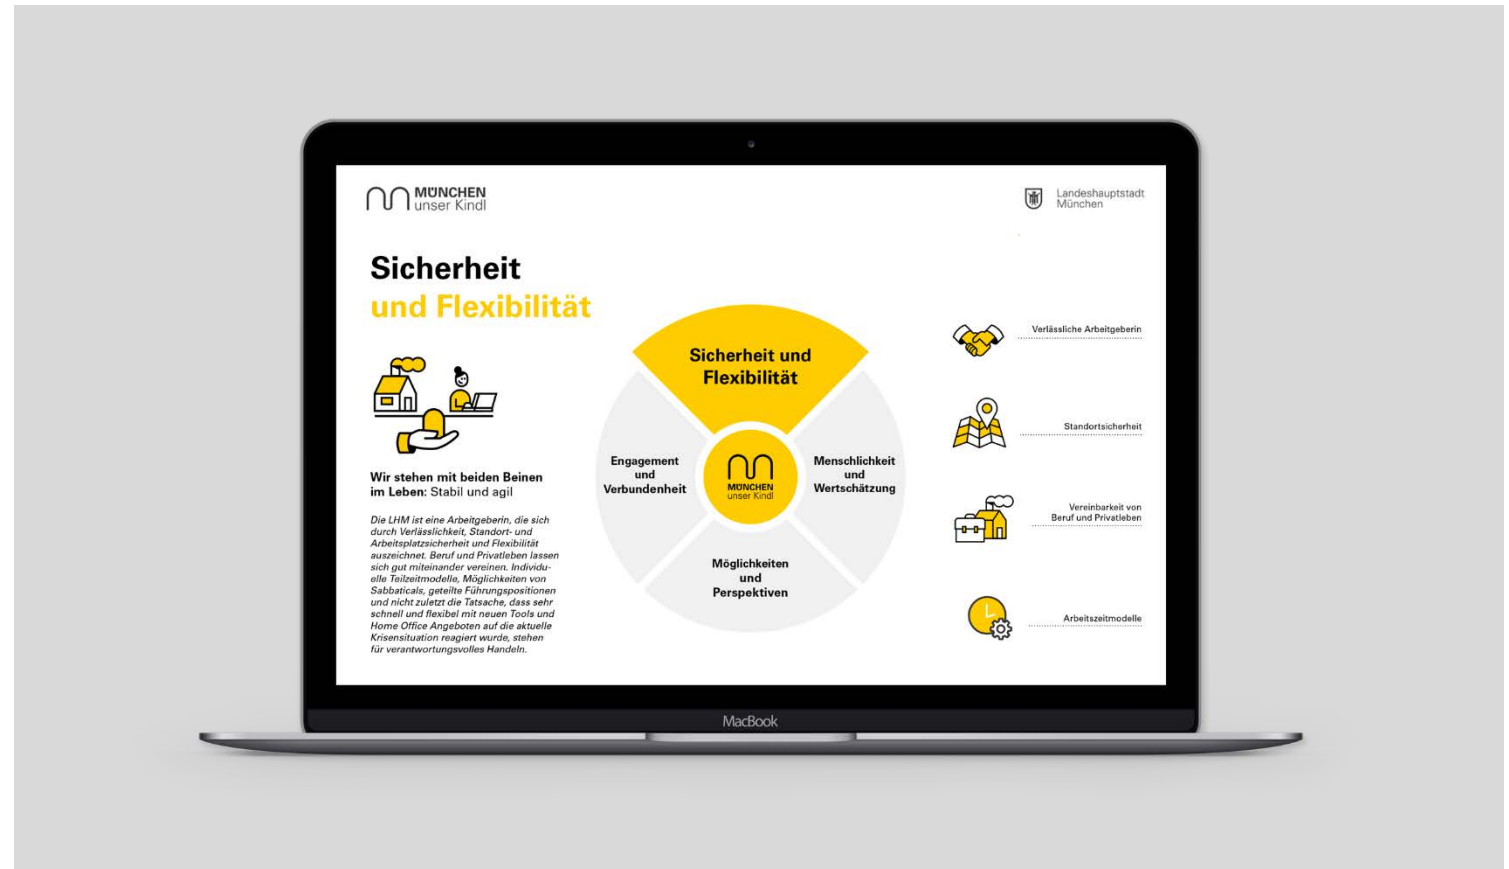 MÜNCHEN
unser Kindl
Landeshauptstadt
München
Sicherheit
und Flexibilität
Wir stehen mit beiden Beinen
im Leben: Stabil und agil
Die LHM ist eine Arbeitgeberin, die sich
durch Verlässlichkeit, Standort- und
Arbeitsplatzsicherheit und Flexibilität
auszeichnet. Beruf und Privatleben lassen
sich gut miteinander vereinen. Individu-
elle Teilzeitmodelle, Möglichkeiten von
Sabbaticals, geteilte Führungspositionen
und nicht zuletzt die Tatsache, dass sehr
schnell und flexibel mit neuen Tools und
Home Office Angeboten auf die aktuelle
Krisensituation reagiert wurde, stehen
für verantwortungsvolles Handeln.
Sicherheit und
Flexibilität
Engagement
und
Verbundenheit
MÜNCHEN
unser Kindl
Menschlichkeit
und
Wertschätzung
Möglichkeiten
und
Perspektiven
Verlässliche Arbeitgeberin
Standortsicherheit
Vereinbarkeit von
Beruf und Privatleben
Arbeitszeitmodelle
MacBook